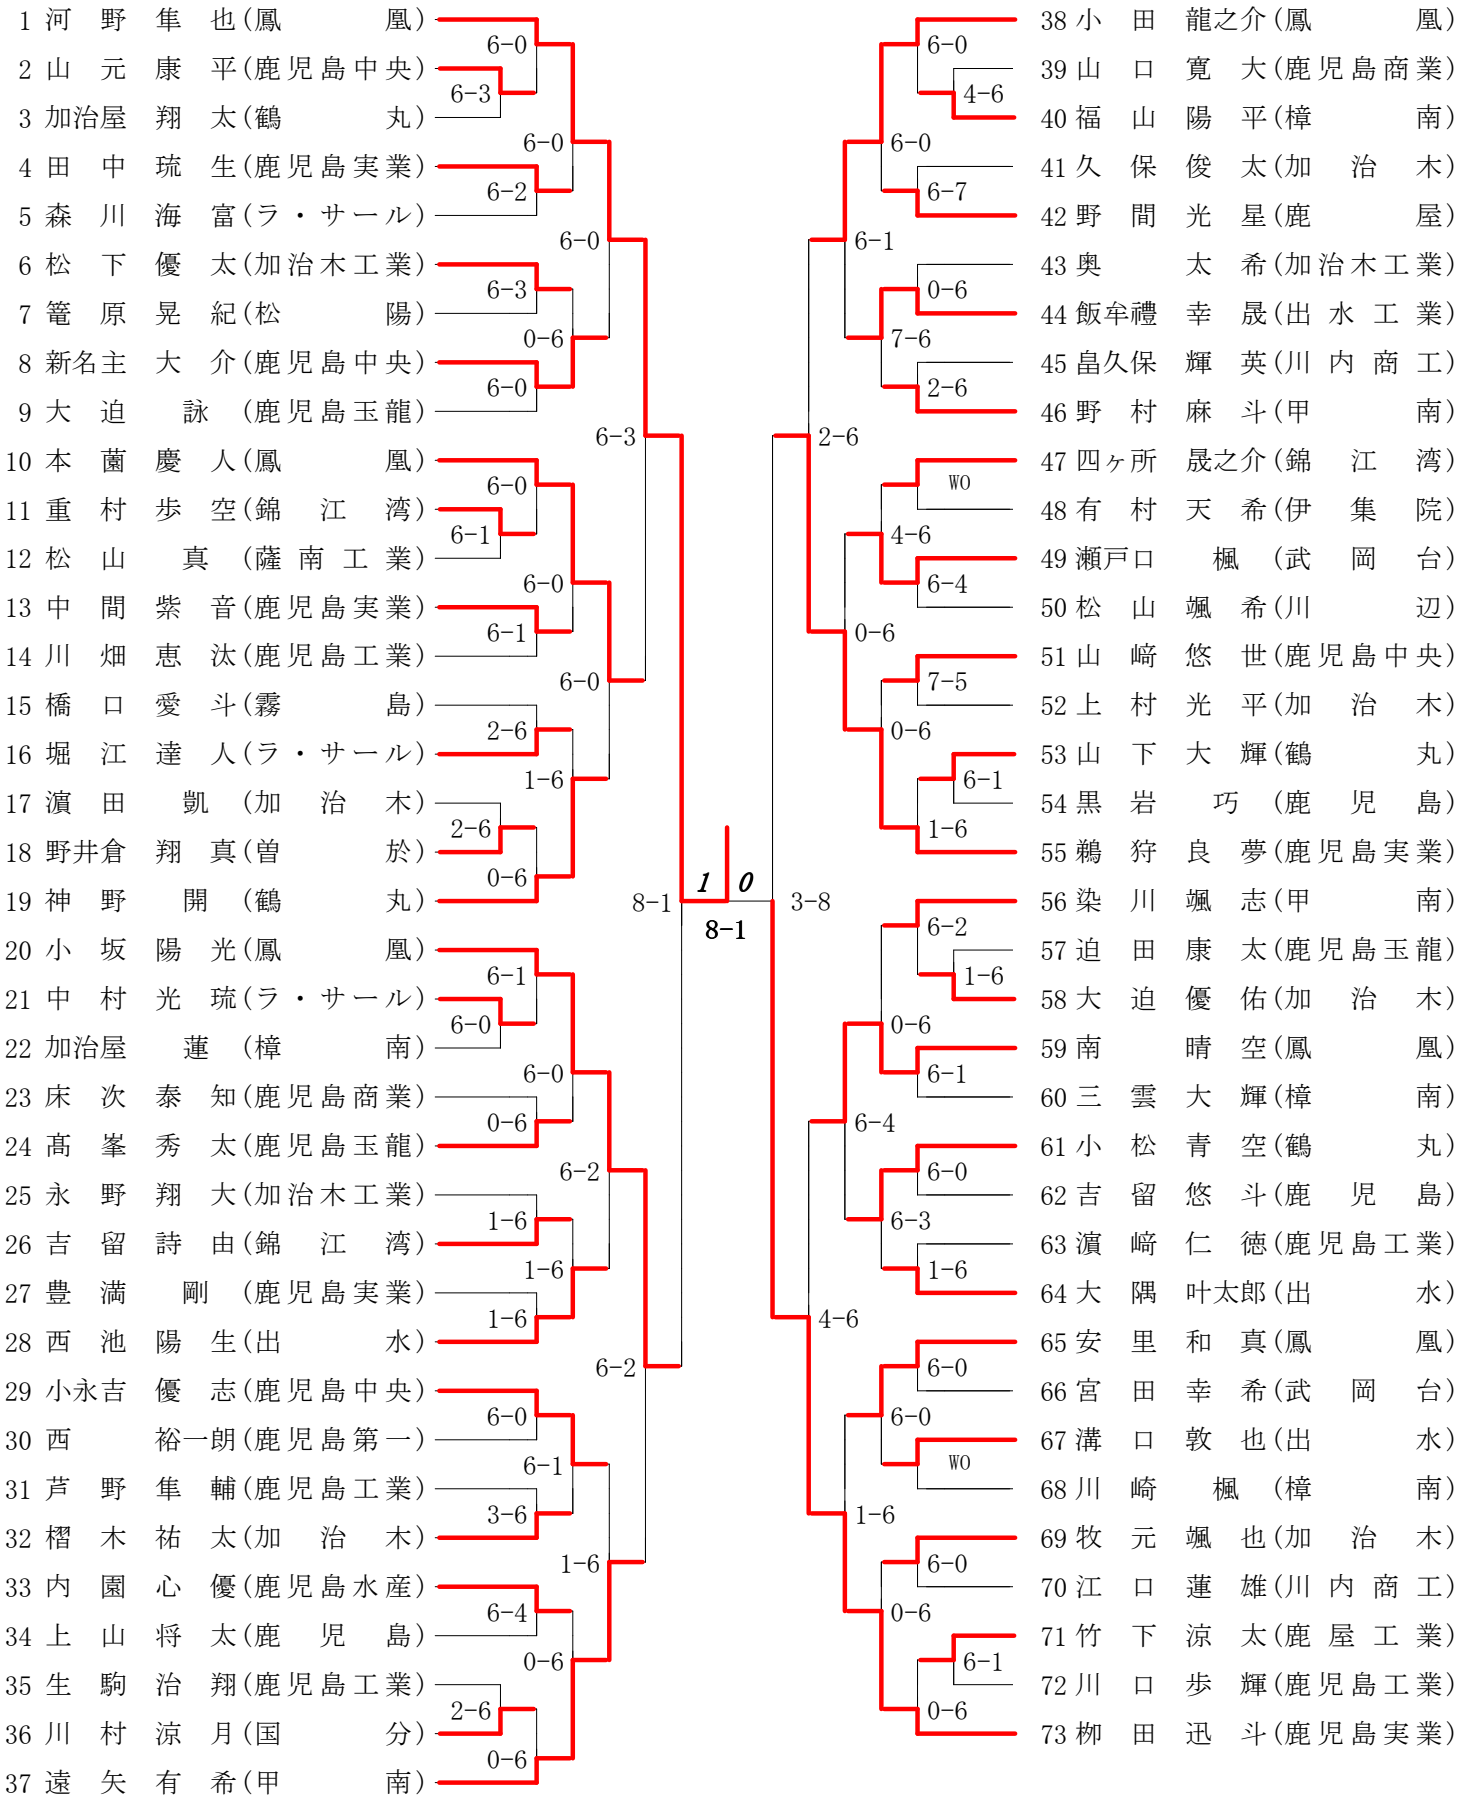 1 河野隼也(鳳凰)
6-0
2 山元康平(鹿児島中央)
6-3
3 加治屋翔太(鶴丸)
6-0
4 田中琉生(鹿児島実業)
6-2
5 森川海富(ラ・サール)
6-0
6 松下優太(加治木工業)
6-3
7 篭原晃紀(松陽)
0-6
8 新名主大介(鹿児島中央)
6-0
9 大迫詠(鹿児島玉龍)
6-3
10 本薗慶人(鳳凰)
6-0
11 重村歩空(錦江湾)
6-1
12 松山真(薩南工業)
6-0
13 中間紫音(鹿児島実業)
6-1
14 川畑恵汰(鹿児島工業)
6-0
15 橋口愛斗(霧島)
2-6
16 堀江達人(ラ・サール)
1-6
17 濵田凱(加治木)
2-6
18 野井倉翔真(曽於)
0-6
19 神野開(鶴丸)
8-1
20 小坂陽光(鳳凰)
6-1
21 中村光琉(ラ・サール)
6-0
22 加治屋蓮(樟南)
6-0
23 床次泰知(鹿児島商業)
0-6
24 髙峯秀太(鹿児島玉龍)
6-2
25 永野翔大(加治木工業)
1-6
26 吉留詩由(錦江湾)
1-6
27 豊満剛(鹿児島実業)
1-6
28 西池陽生(出水)
6-2
29 小永吉優志(鹿児島中央)
6-0
30 西裕一朗(鹿児島第一)
6-1
31 芦野隼輔(鹿児島工業)
3-6
32 櫂木祐太(加治木)
1-6
33 内園心優(鹿児島水産)
6-4
34 上山将太(鹿児島)
0-6
35 生駒治翔(鹿児島工業)
2-6
36 川村涼月(国分)
0-6
37 遠矢有希(甲南)
1 0
8-1
38 小田龍之介(鳳凰)
6-0
39 山口寛大(鹿児島商業)
4-6
40 福山陽平(樟南)
6-0
41 久保俊太(加治木)
6-7
42 野間光星(鹿屋)
6-1
43 奥太希(加治木工業)
0-6
44 飯牟禮幸晟(出水工業)
7-6
45 畠久保輝英(川内商工)
2-6
46 野村麻斗(甲南)
2-6
47 四ヶ所晟之介(錦江湾)
WO
48 有村天希(伊集院)
4-6
49 瀬戸口楓(武岡台)
6-4
50 松山颯希(川辺)
0-6
51 山﨑悠世(鹿児島中央)
7-5
52 上村光平(加治木)
0-6
53 山下大輝(鶴丸)
6-1
54 黒岩巧(鹿児島)
1-6
55 鵜狩良夢(鹿児島実業)
3-8
56 染川颯志(甲南)
6-2
57 迫田康太(鹿児島玉龍)
1-6
58 大迫優佑(加治木)
0-6
59 南晴空(鳳凰)
6-1
60 三雲大輝(樟南)
6-4
61 小松青空(鶴丸)
6-0
62 吉留悠斗(鹿児島)
6-3
63 濵﨑仁徳(鹿児島工業)
1-6
64 大隅叶太郎(出水)
4-6
65 安里和真(鳳凰)
6-0
66 宮田幸希(武岡台)
6-0
67 溝口敦也(出水)
WO
68 川崎楓(樟南)
1-6
69 牧元颯也(加治木)
6-0
70 江口蓮雄(川内商工)
0-6
71 竹下涼太(鹿屋工業)
6-1
72 川口歩輝(鹿児島工業)
0-6
73 栁田迅斗(鹿児島実業)